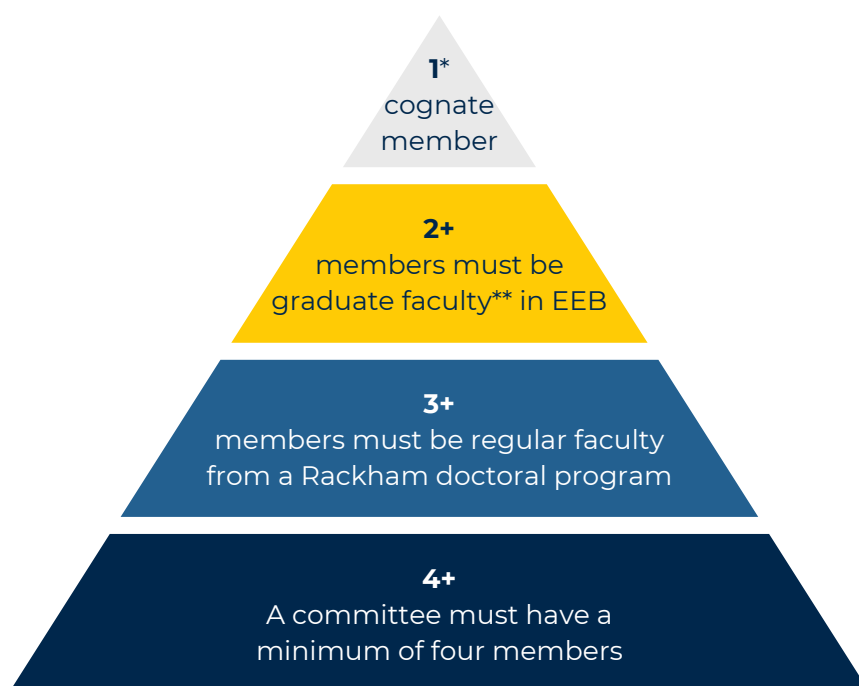 1*
cognate
member
2+
members must be
graduate faculty** in EEB
3+
members must be regular faculty
from a Rackham doctoral program
4+
A committee must have a
minimum of four members